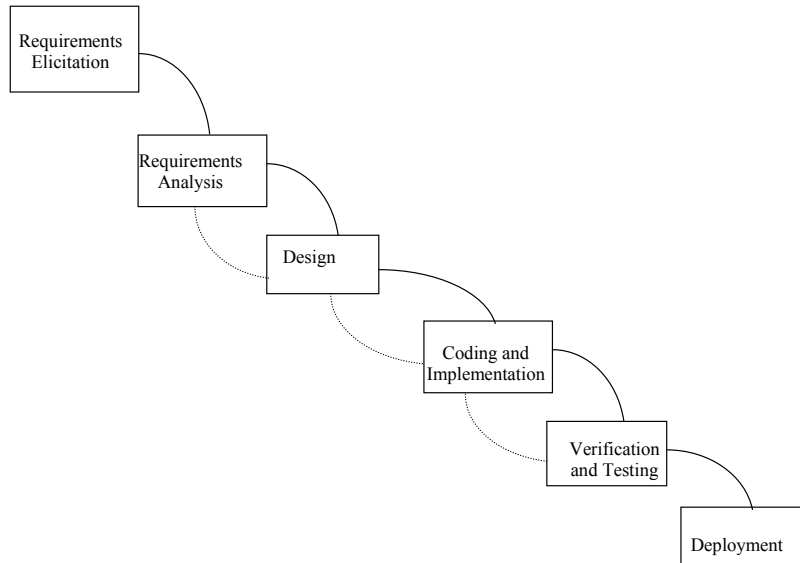 Requirements
Elicitation
Requirements
Analysis
Design
Coding and
Implementation
Verification
and Testing
Deployment